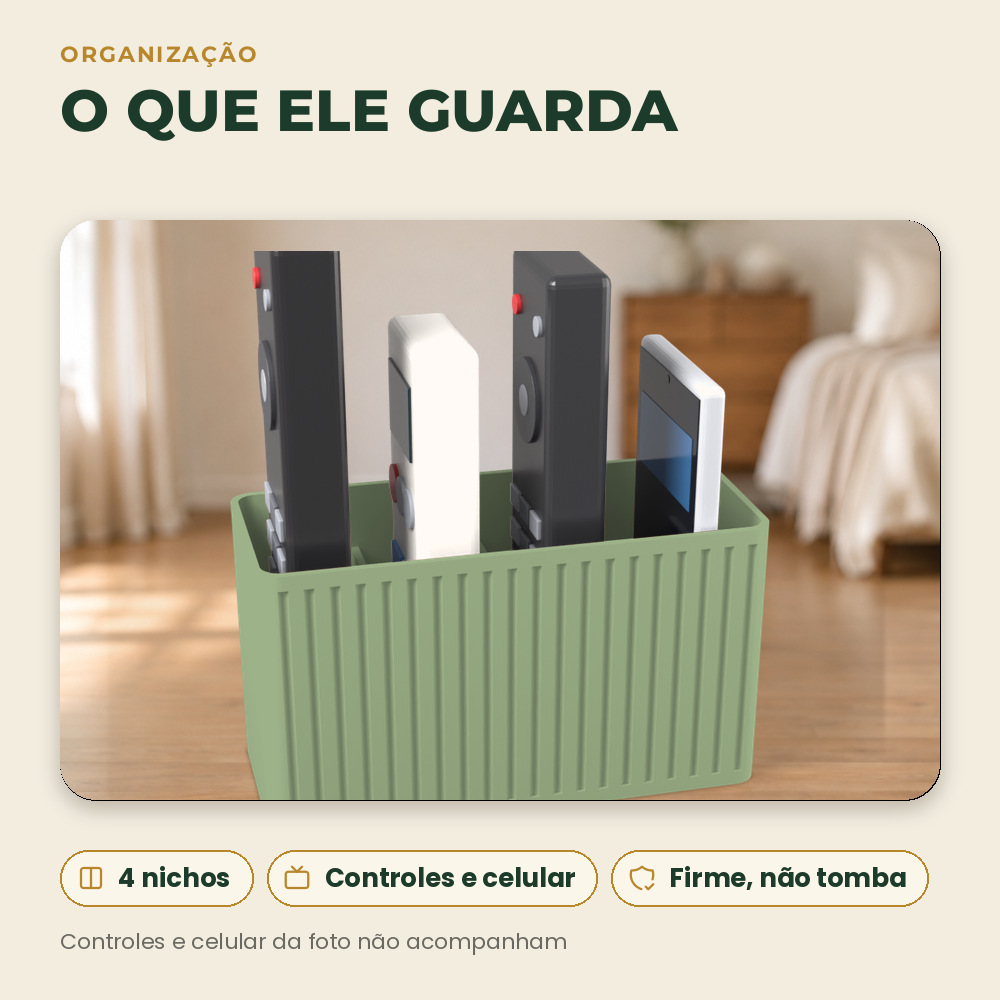 ORGANIZAÇÃO
O QUE ELE GUARDA
4 nichos
Controles e celular
Firme, não tomba
Controles e celular da foto não acompanham